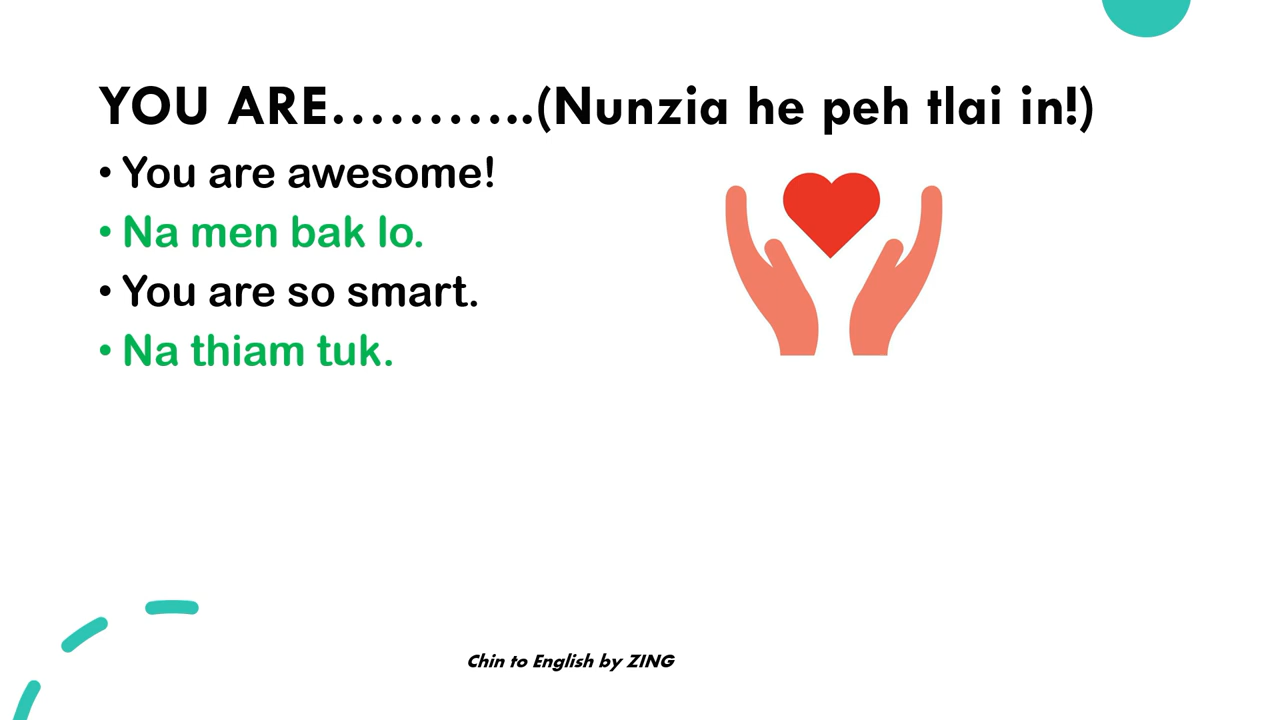 YOU ARE………..(Nunzia he peh tlai in!)
• You are awesome!
• Na men bak lo.
• You are so smart.
• Na thiam tuk.
Chin to English by ZING